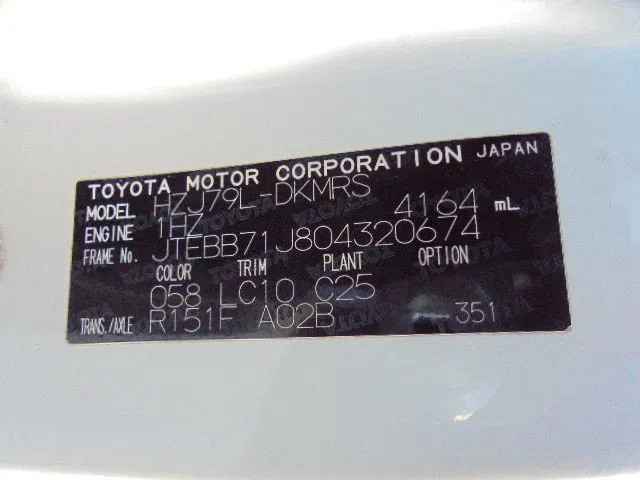 TOYOTA MOTOR CORPORATION JAPAN
MODEL HZJ79L-DKMRS
ENGINE 1HZ 4164 mL
FRAME No. JTEBB71J804320674
COLOR TRIM PLANT OPTION
058 LC10 C25
TRANS./AXLE R151F A02B 351